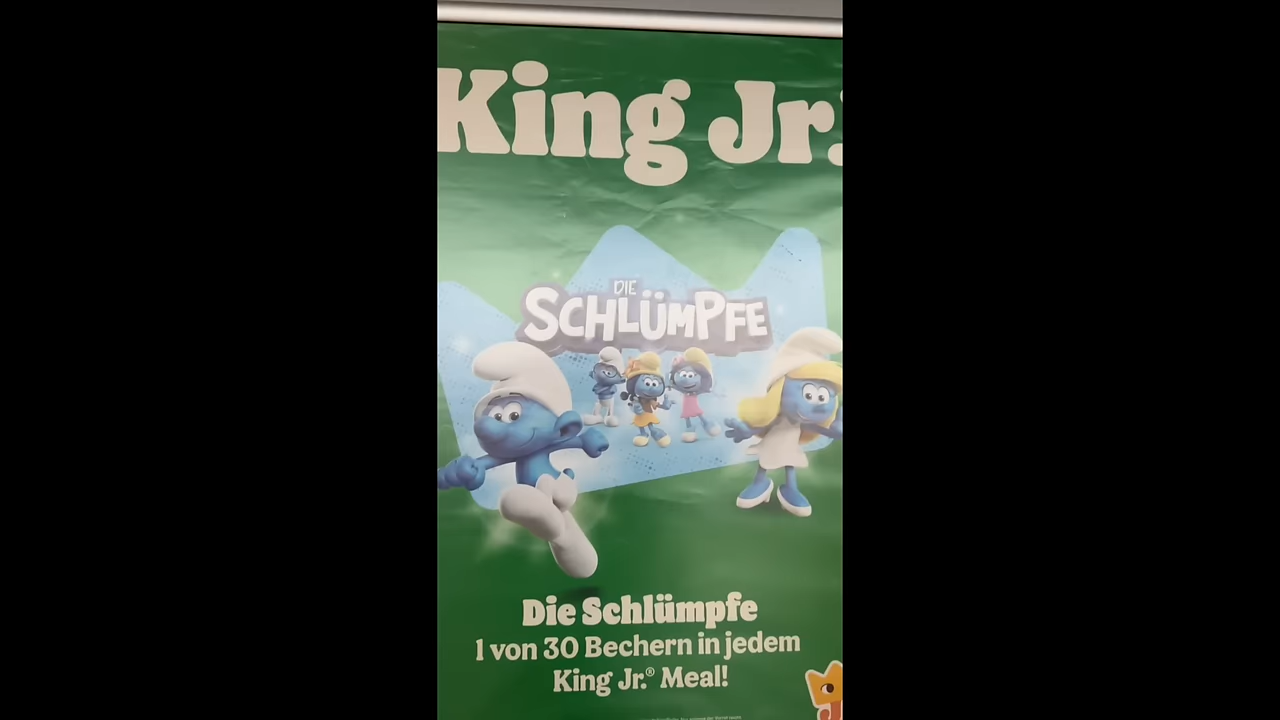 King Jr.®
DIE
SCHLÜMPFE
Die Schlümpfe
1 von 30 Bechern in jedem
King Jr.® Meal!